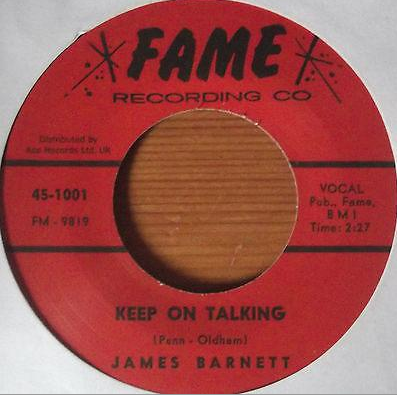 FAME
RECORDING CO
Distributed by
Ace Records Ltd. UK
45-1001
FM - 9819
VOCAL
Pub., Fame,
B M I
Time: 2:27
KEEP ON TALKING
(Penn - Oldham)
JAMES BARNETT